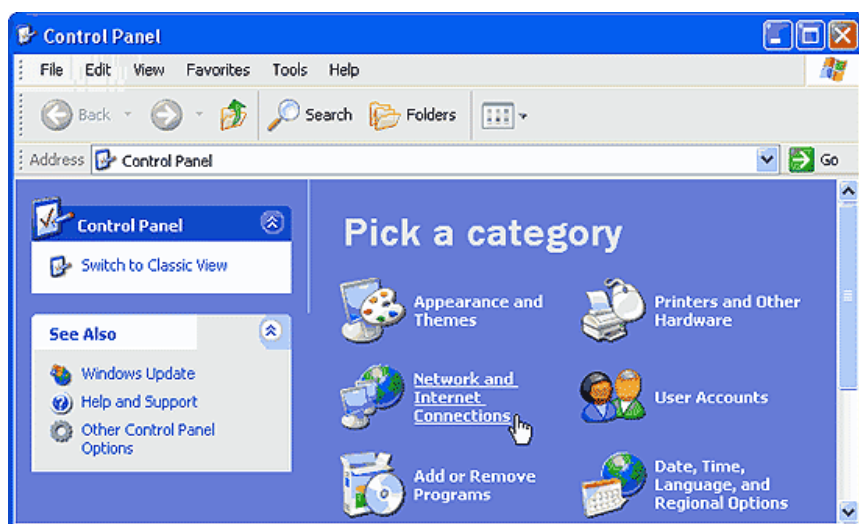 Control Panel
File Edit View Favorites Tools Help
Back Search Folders
Address Control Panel Go
Control Panel
Switch to Classic View
See Also
Windows Update
Help and Support
Other Control Panel
Options
Pick a category
Appearance and
Themes
Printers and Other
Hardware
Network and
Internet
Connections
User Accounts
Add or Remove
Programs
Date, Time,
Language, and
Regional Options